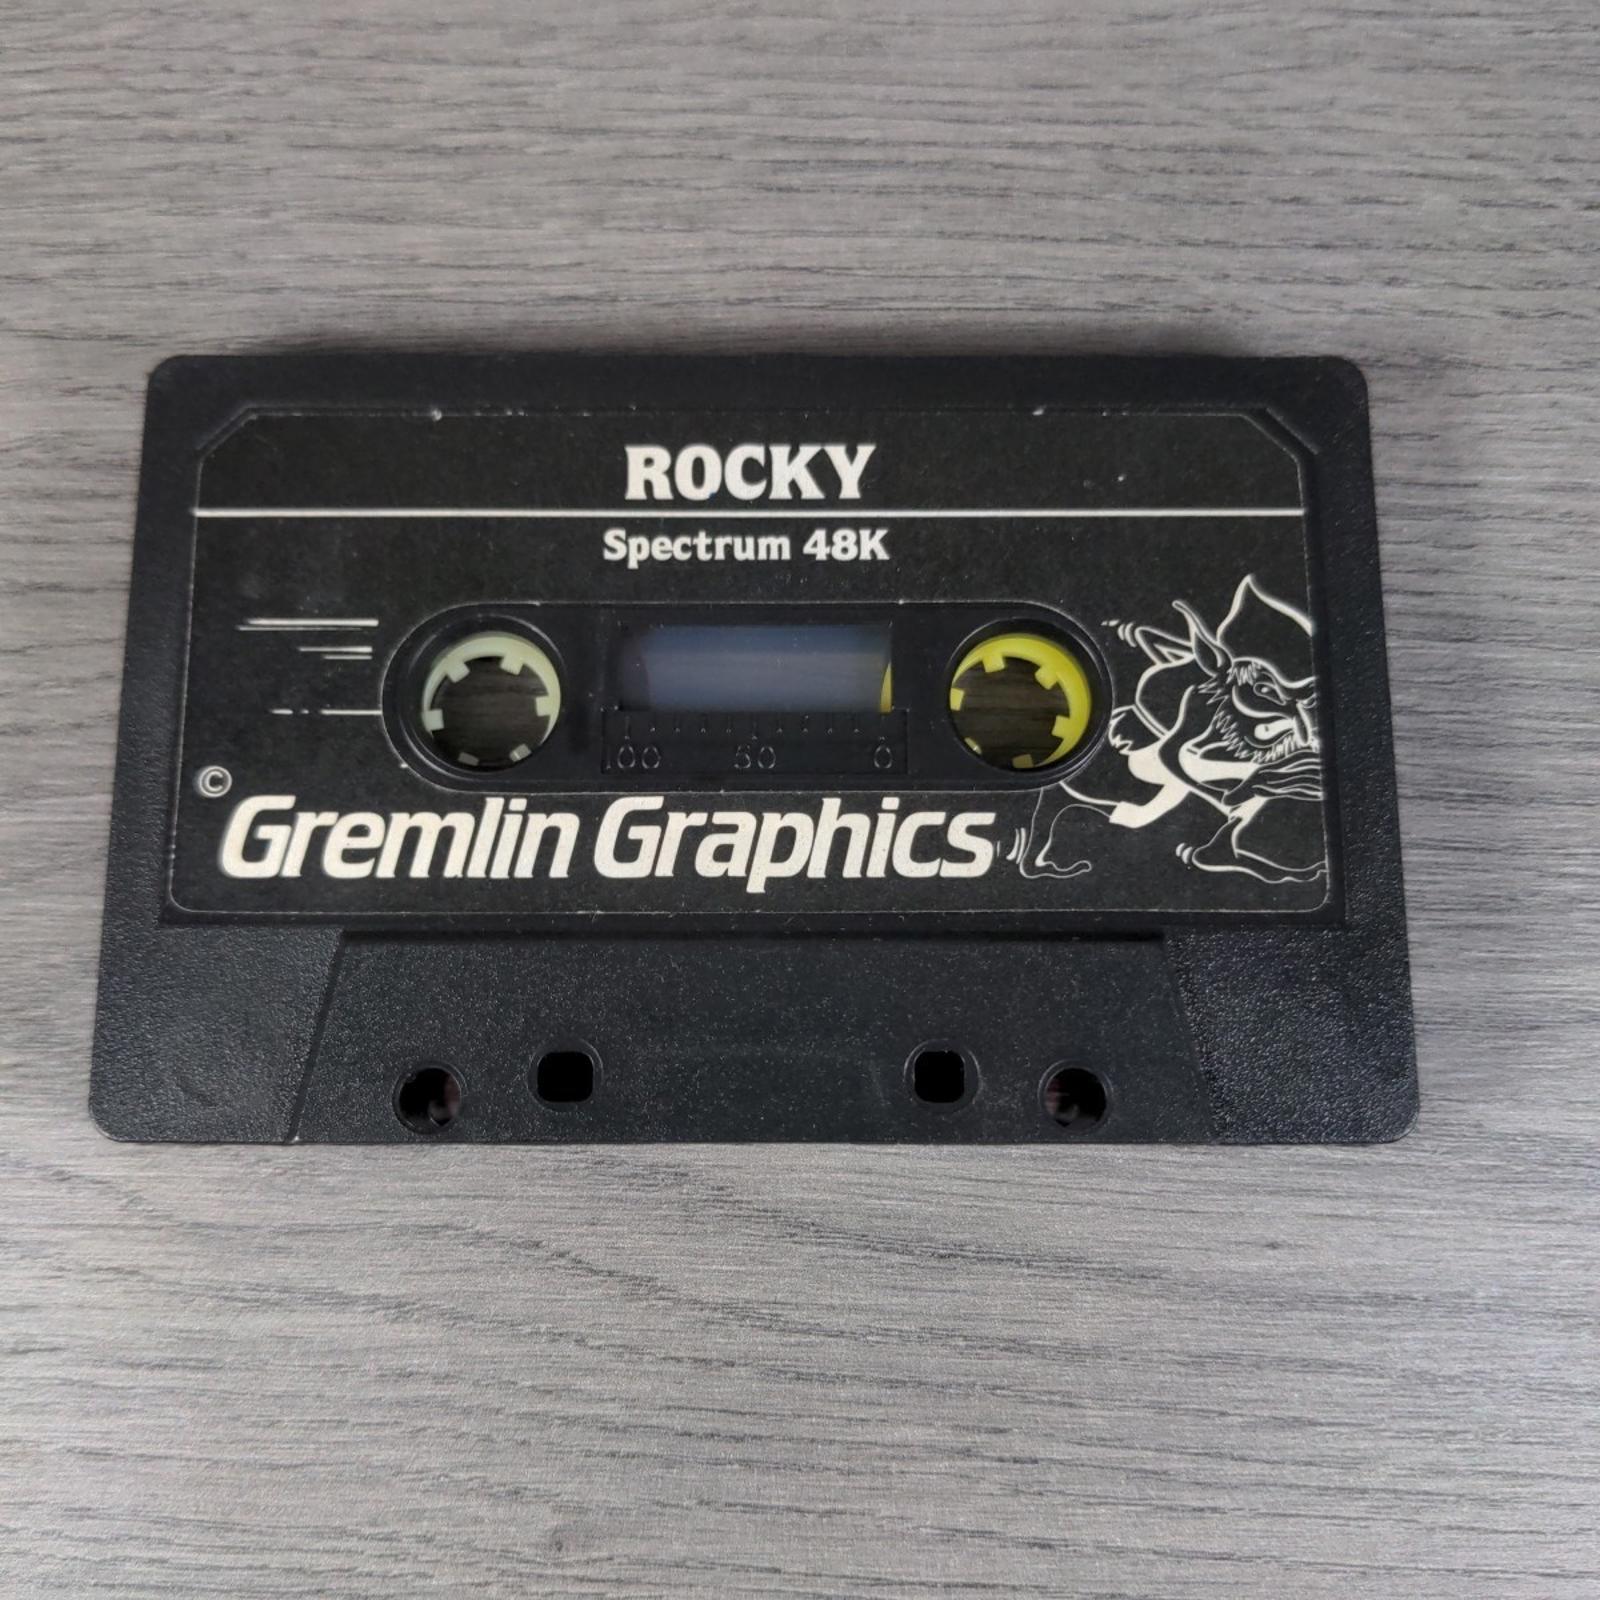 ROCKY
Spectrum 48K
100 50 0
©
Gremlin Graphics